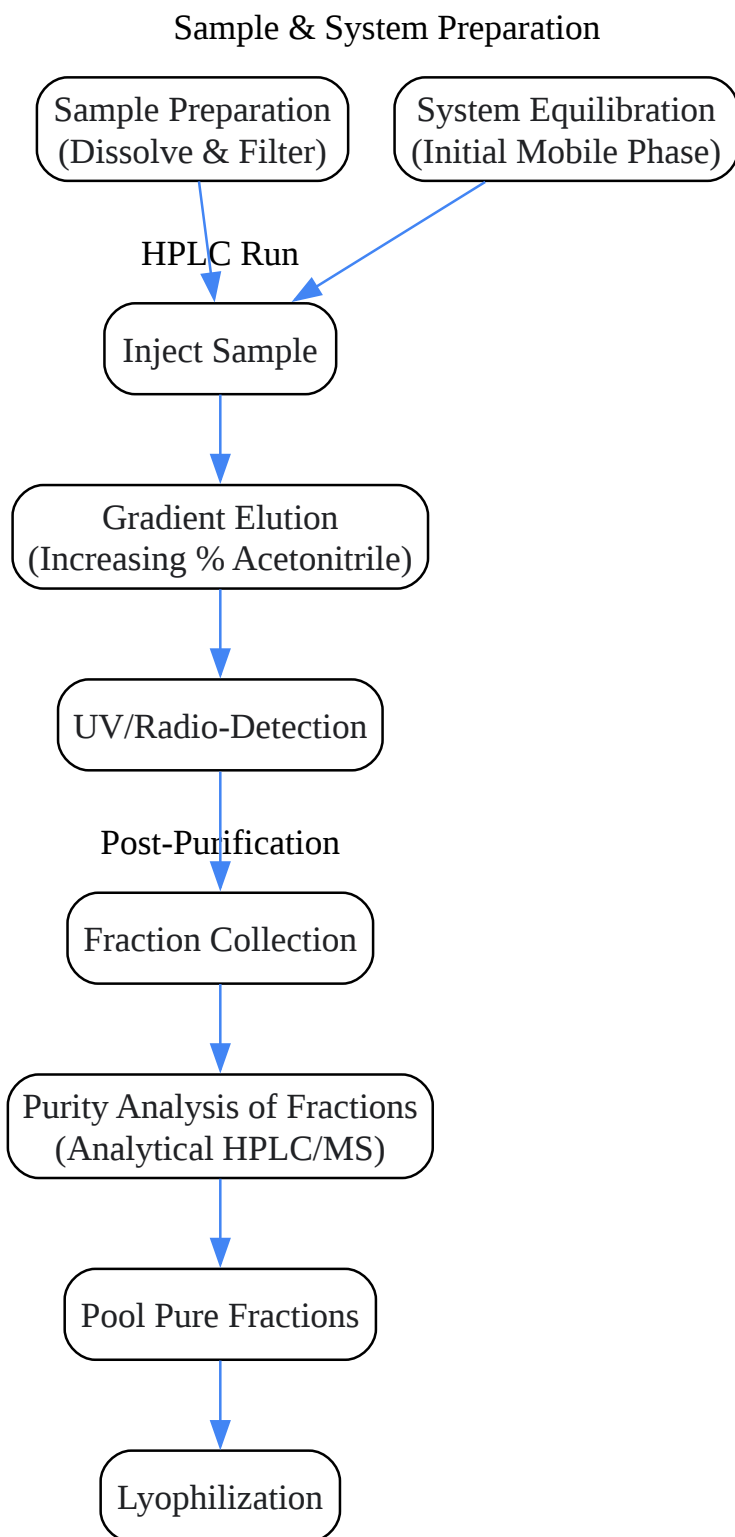 Sample & System Preparation
Sample Preparation
(Dissolve & Filter)
System Equilibration
(Initial Mobile Phase)
HPLC Run
Inject Sample
Gradient Elution
(Increasing % Acetonitrile)
UV/Radio-Detection
Post-Purification
Fraction Collection
Purity Analysis of Fractions
(Analytical HPLC/MS)
Pool Pure Fractions
Lyophilization